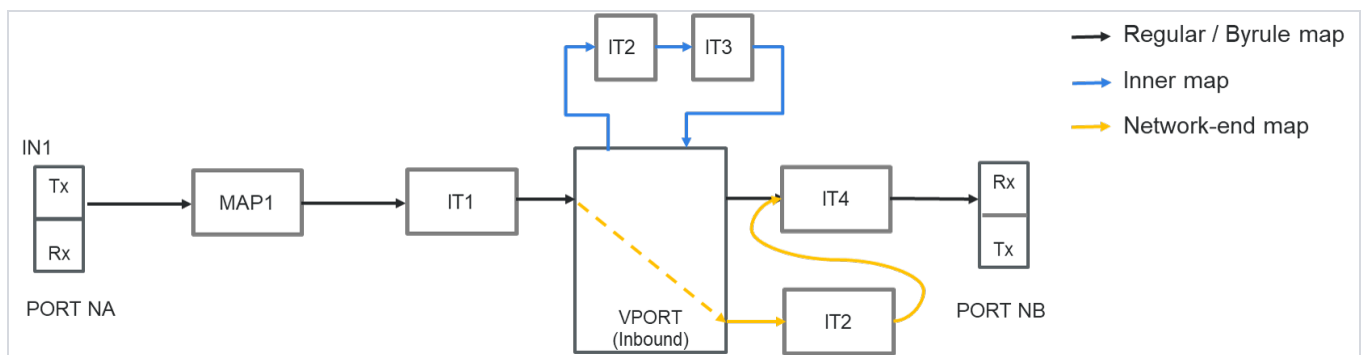 IT2
IT3
Regular / Byrule map
Inner map
Network-end map
IN1
Tx
Rx
MAP1
IT1
IT4
Rx
Tx
PORT NA
VPORT
(Inbound)
IT2
PORT NB